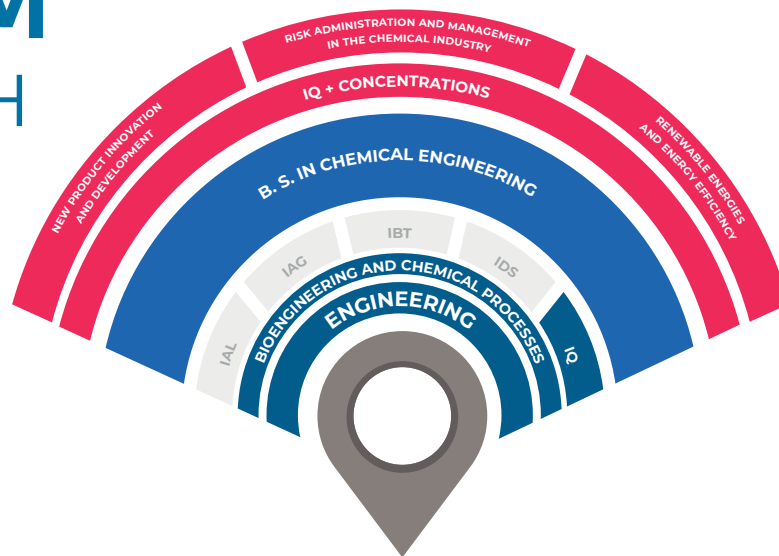 M
H
NEW PRODUCT INNOVATION
AND DEVELOPMENT
RISK ADMINISTRATION AND MANAGEMENT
IN THE CHEMICAL INDUSTRY
RENEWABLE ENERGIES
AND ENERGY EFFICIENCY
IQ + CONCENTRATIONS
B. S. IN CHEMICAL ENGINEERING
IAL
IAG
IBT
IDS
IQ
BIOENGINEERING AND CHEMICAL PROCESSES
ENGINEERING